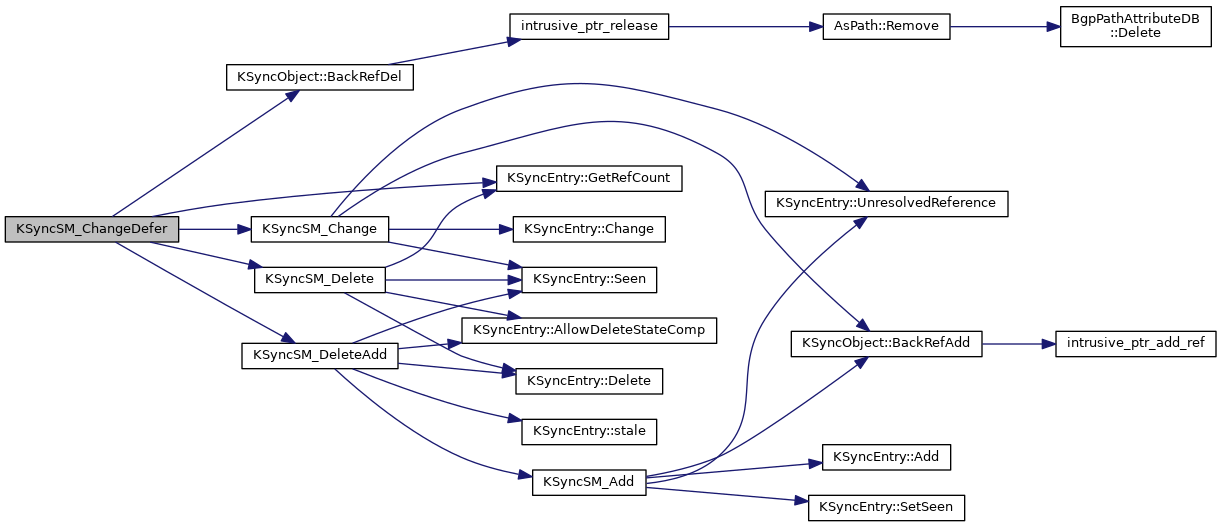 KSyncSM_ChangeDefer
KSyncObject::BackRefDel
intrusive_ptr_release
AsPath::Remove
BgpPathAttributeDB
::Delete
KSyncEntry::GetRefCount
KSyncSM_Change
KSyncEntry::Change
KSyncEntry::UnresolvedReference
KSyncSM_Delete
KSyncEntry::Seen
KSyncEntry::AllowDeleteStateComp
KSyncObject::BackRefAdd
intrusive_ptr_add_ref
KSyncSM_DeleteAdd
KSyncEntry::Delete
KSyncEntry::stale
KSyncSM_Add
KSyncEntry::Add
KSyncEntry::SetSeen